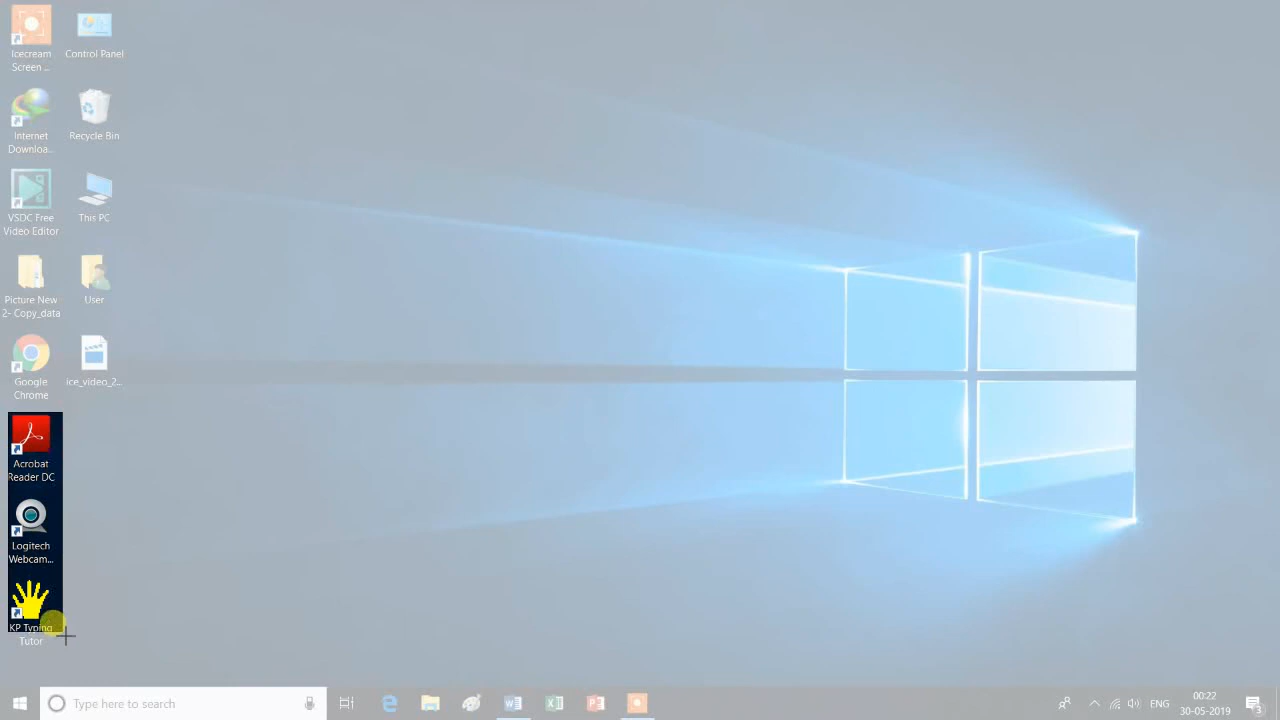 Icecream
Screen ...
Control Panel
Internet
Downloa...
Recycle Bin
VSDC Free
Video Editor
This PC
Picture New
2- Copy_data
User
Google
Chrome
ice_video_2...
Acrobat
Reader DC
Logitech
Webcam...
KP Typing
Tutor
Type here to search
ENG
00:22
30-05-2019
3